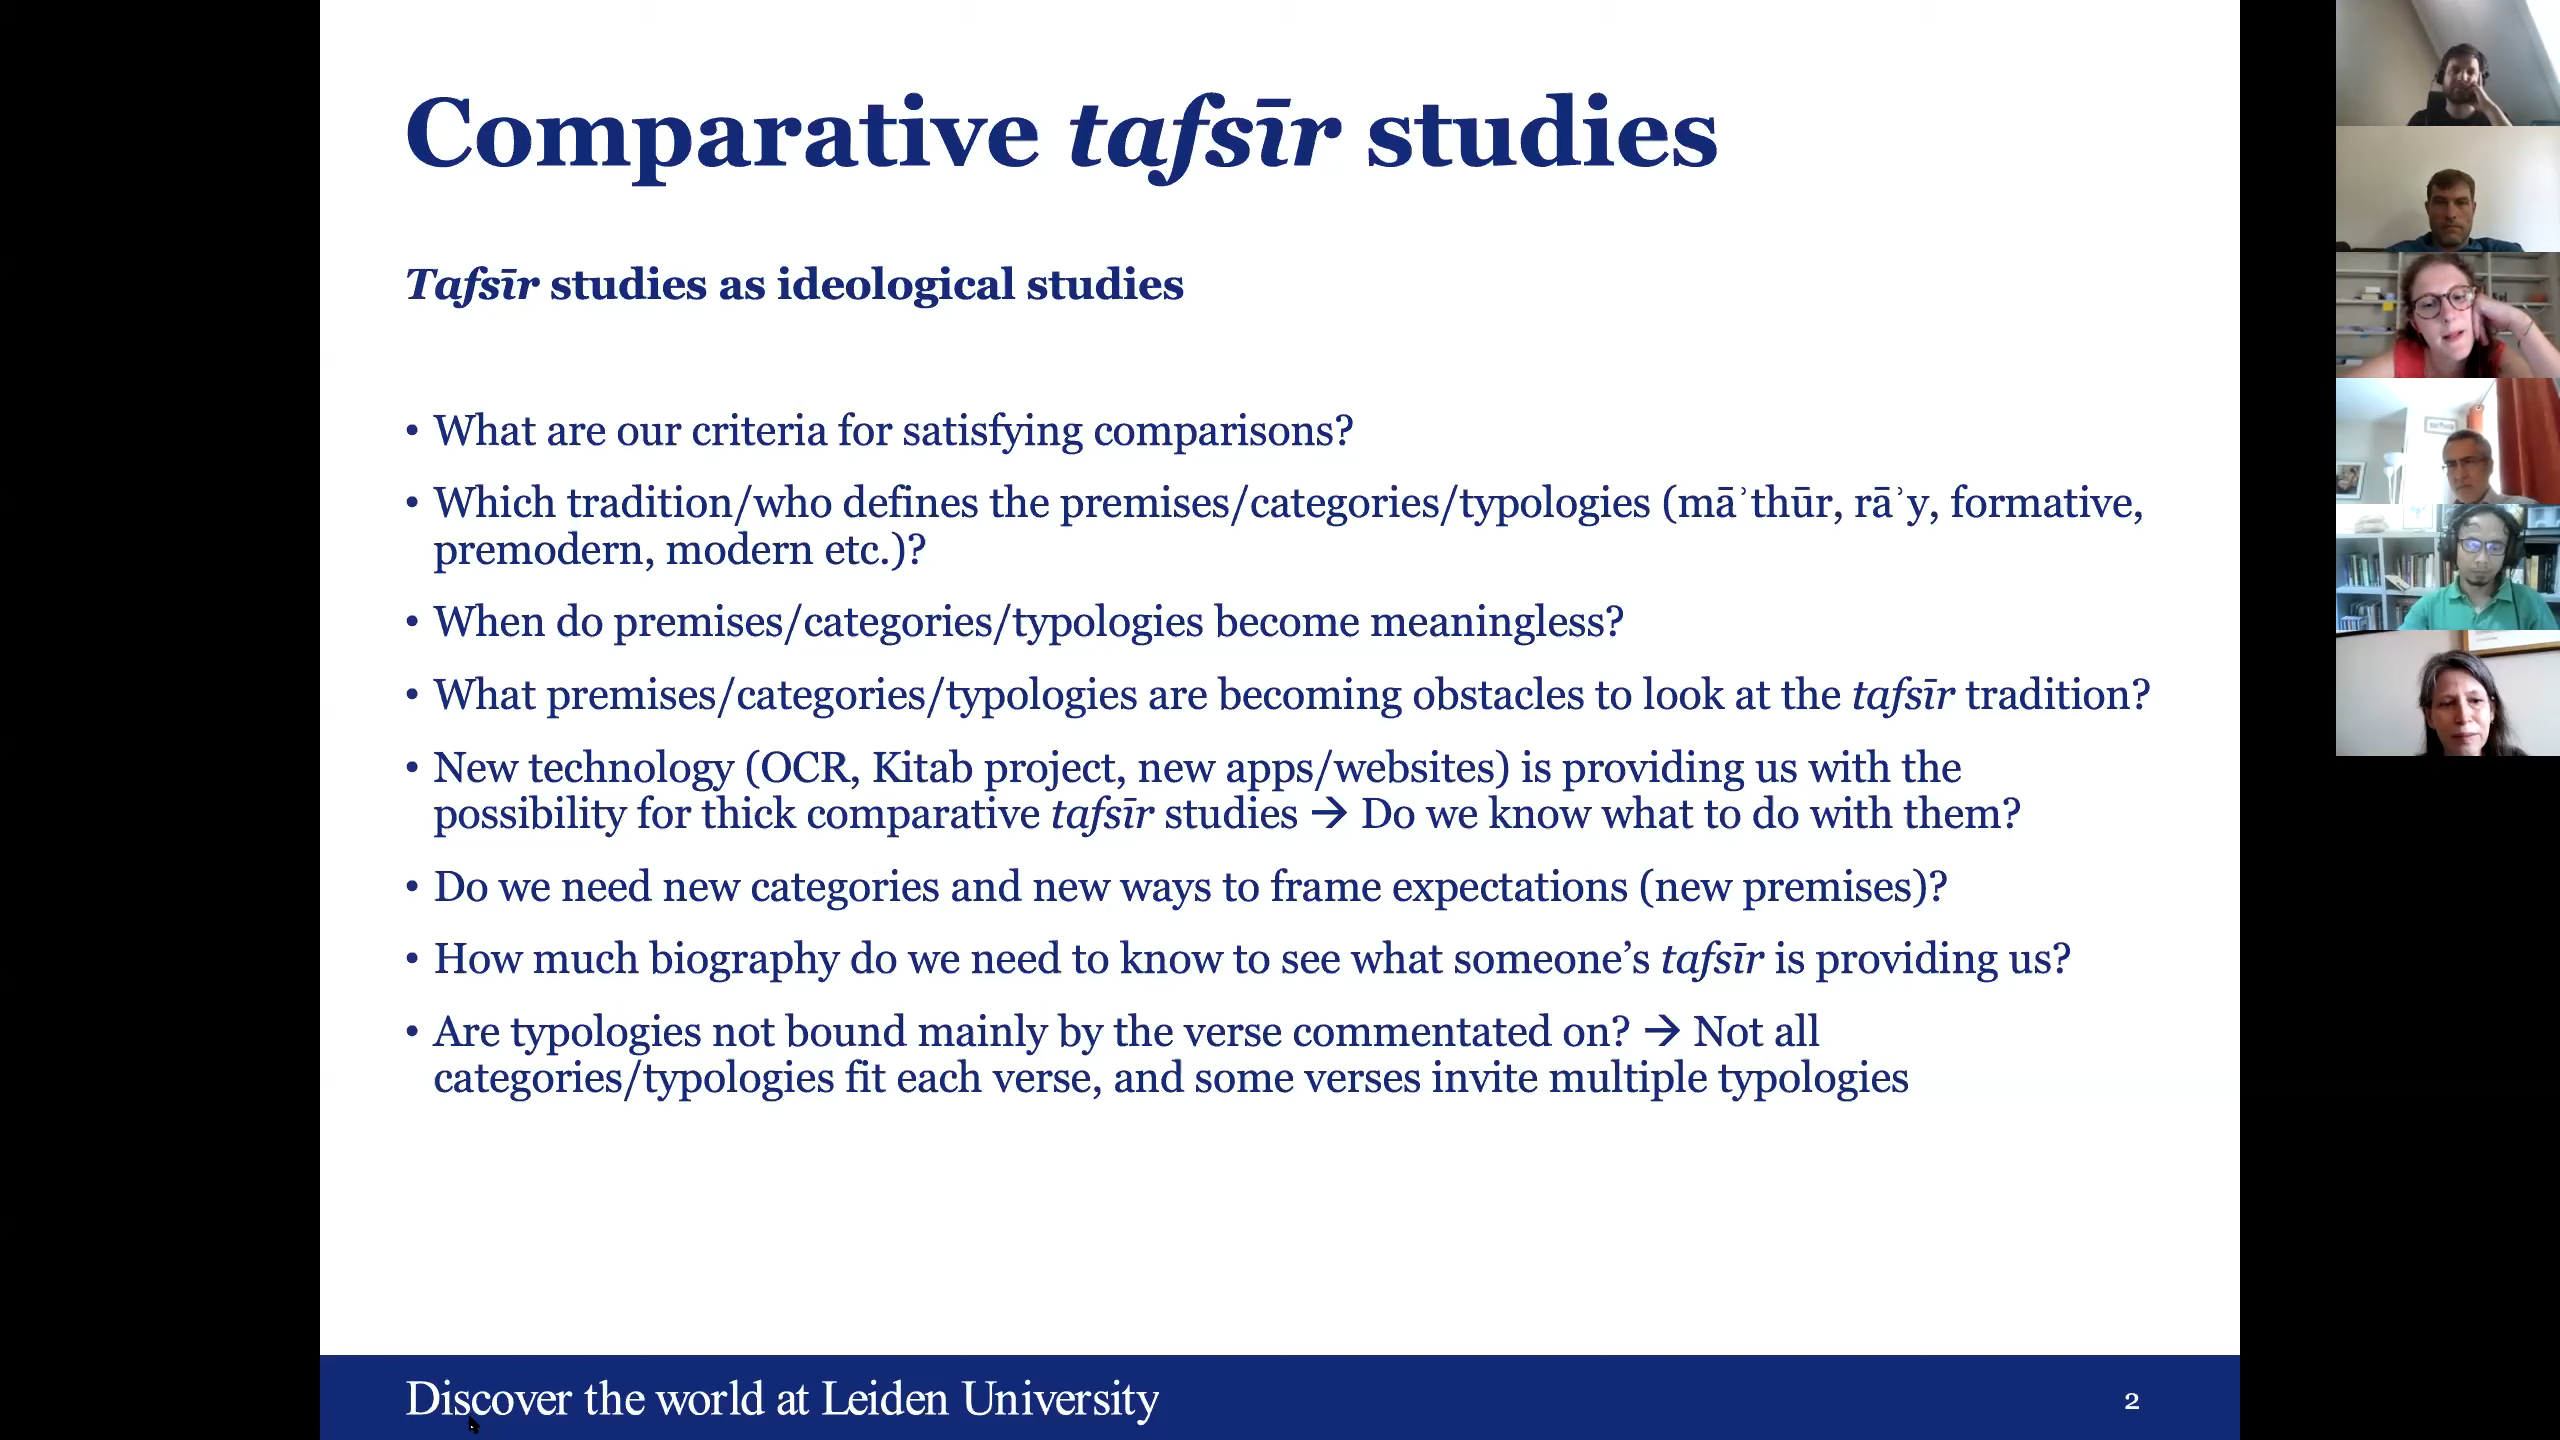 Comparative tafsīr studies
Tafsīr studies as ideological studies
• What are our criteria for satisfying comparisons?
• Which tradition/who defines the premises/categories/typologies (māʾthūr, rāʾy, formative,
premodern, modern etc.)?
• When do premises/categories/typologies become meaningless?
• What premises/categories/typologies are becoming obstacles to look at the tafsīr tradition?
• New technology (OCR, Kitab project, new apps/websites) is providing us with the
possibility for thick comparative tafsīr studies → Do we know what to do with them?
• Do we need new categories and new ways to frame expectations (new premises)?
• How much biography do we need to know to see what someone’s tafsīr is providing us?
• Are typologies not bound mainly by the verse commentated on? → Not all
categories/typologies fit each verse, and some verses invite multiple typologies
Discover the world at Leiden University
2